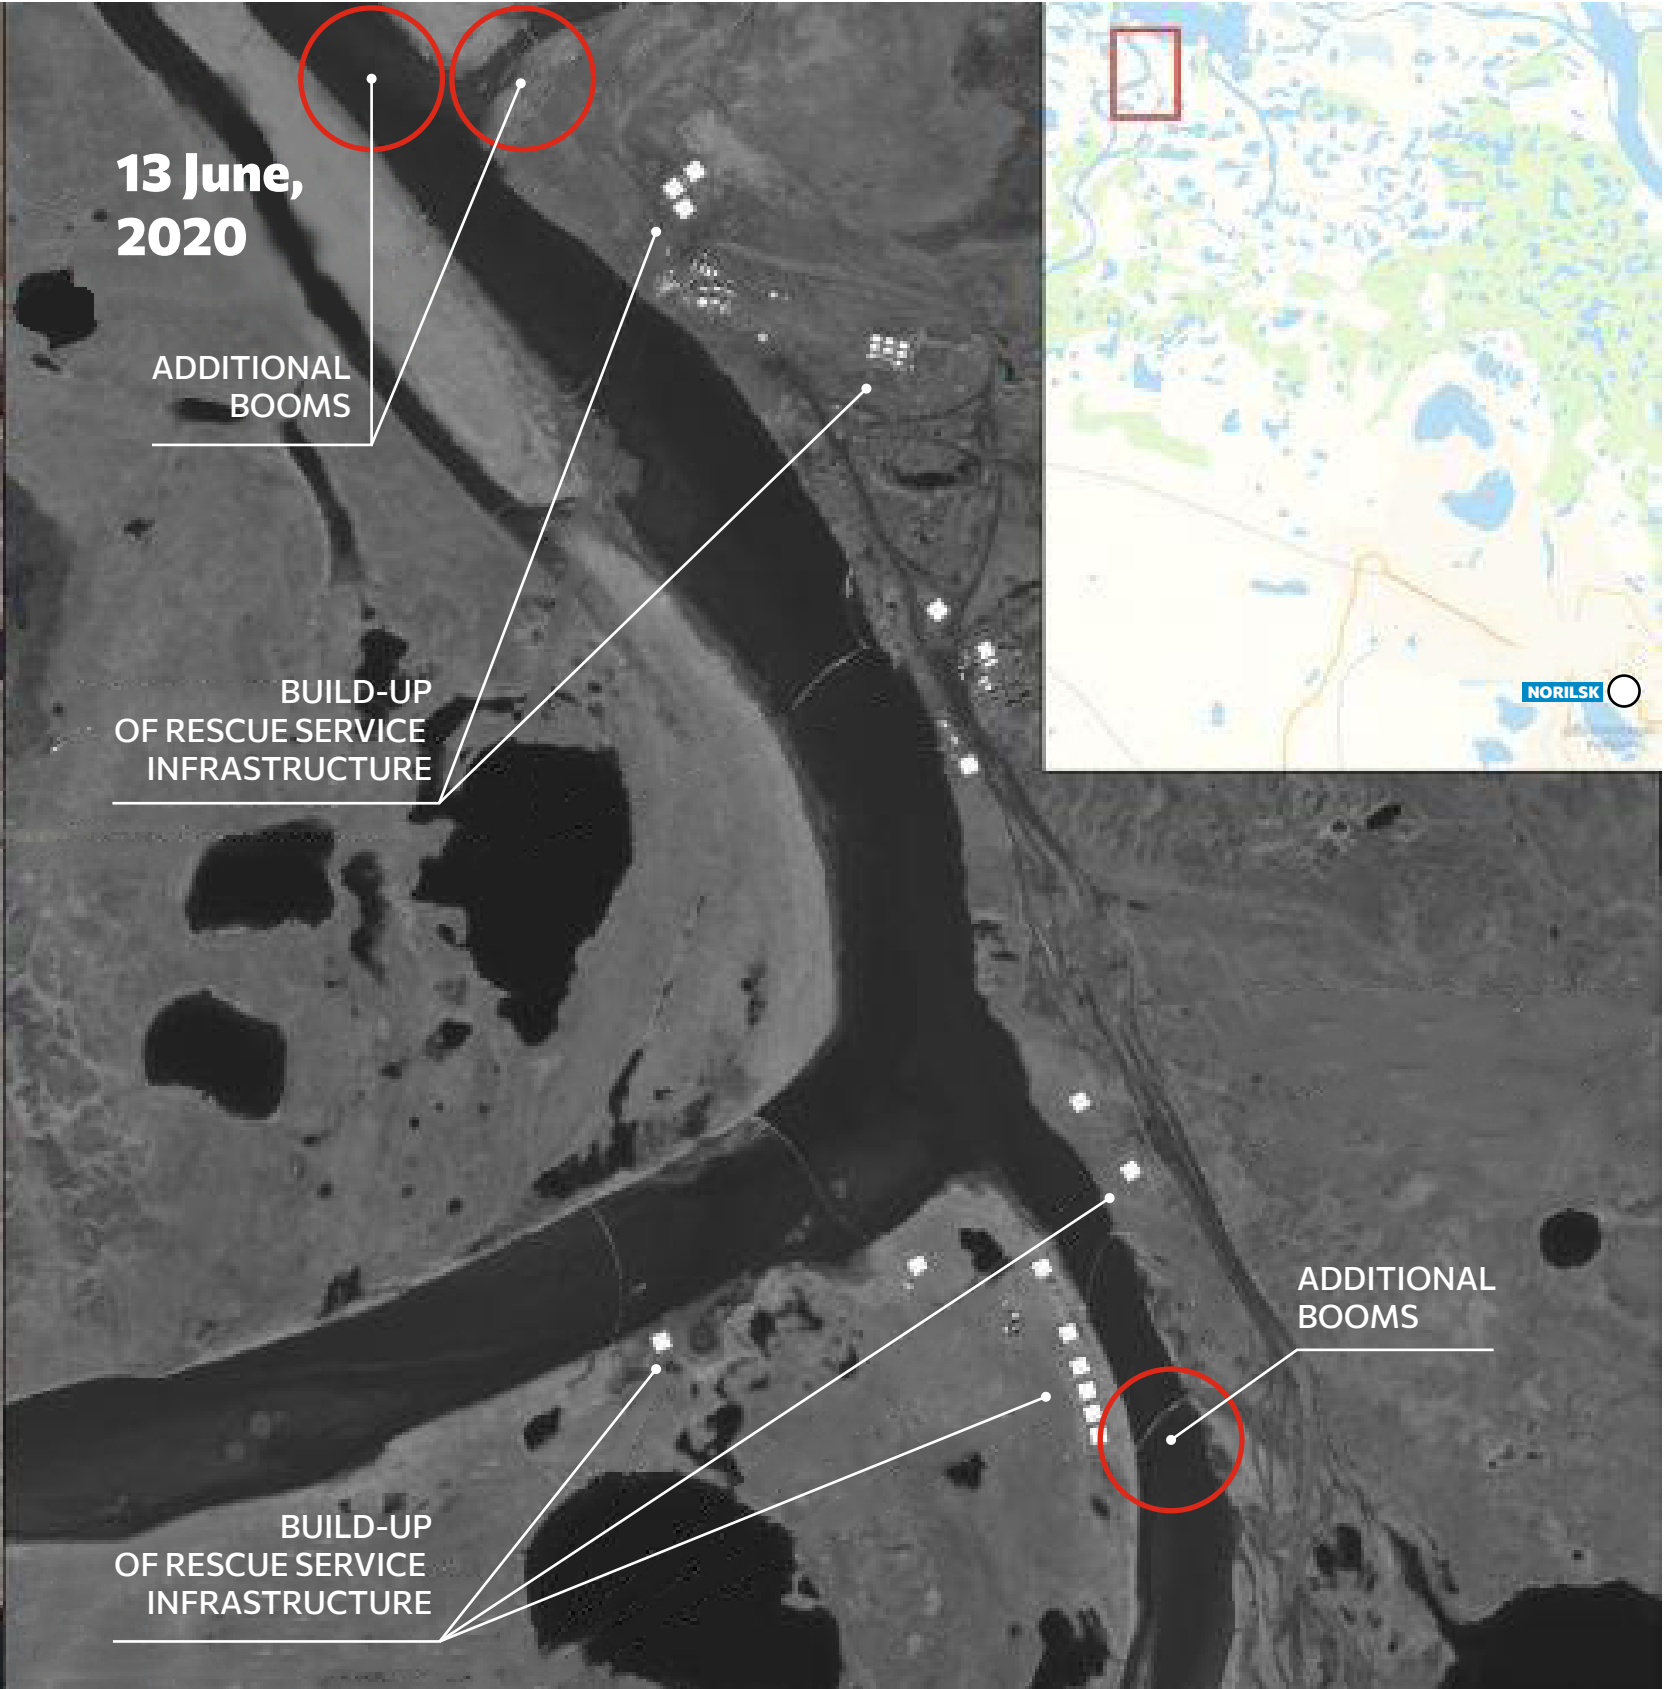 13 June,
2020
ADDITIONAL
BOOMS
BUILD-UP
OF RESCUE SERVICE
INFRASTRUCTURE
NORILSK
ADDITIONAL
BOOMS
BUILD-UP
OF RESCUE SERVICE
INFRASTRUCTURE